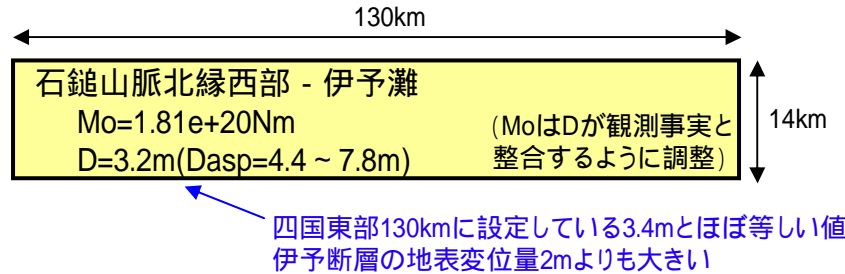 130km
石鎚山脈北縁西部 - 伊予灘
Mo=1.81e+20Nm
(MoはDが観測事実と
14km
D=3.2m(Dasp=4.4 ~ 7.8m)
整合するように調整)
四国東部130kmに設定している3.4mとほぼ等しい値
伊予断層の地表変位量2mよりも大きい